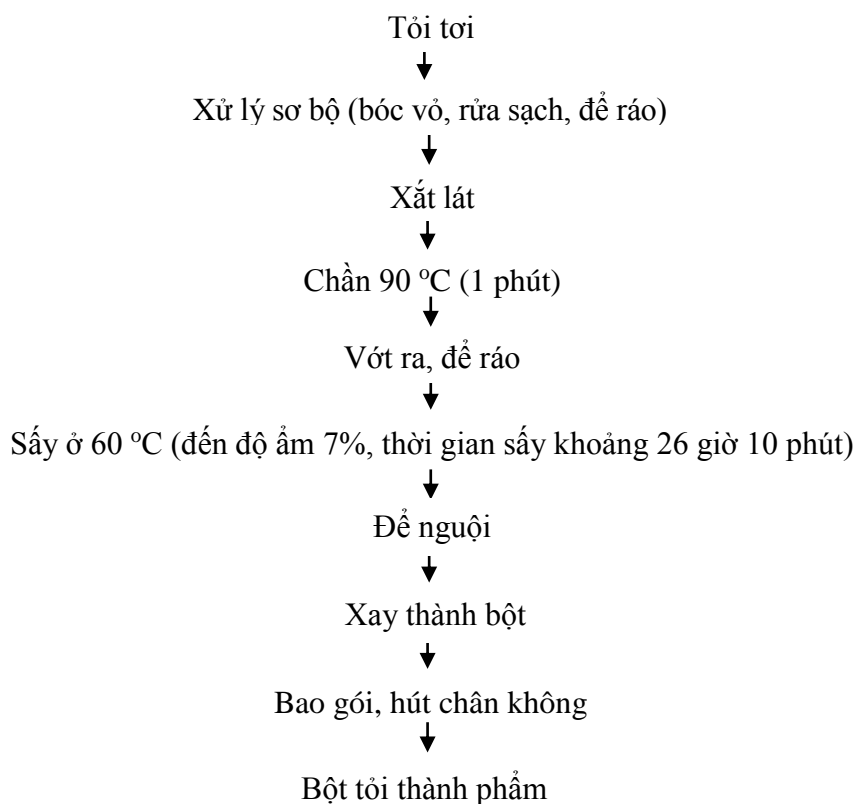 Tỏi tơi
Xử lý sơ bộ (bóc vỏ, rửa sạch, để ráo)
Xắt lát
Chần 90 ºC (1 phút)
Vớt ra, để ráo
Sấy ở 60 ºC (đến độ ẩm 7%, thời gian sấy khoảng 26 giờ 10 phút)
Để nguội
Xay thành bột
Bao gói, hút chân không
Bột tỏi thành phẩm